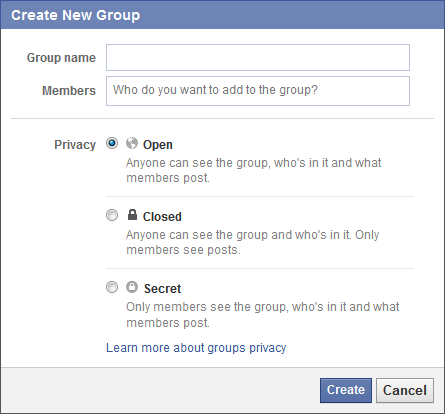 Create New Group
Group name
Members Who do you want to add to the group?
Privacy Open
Anyone can see the group, who's in it and what
members post.
Closed
Anyone can see the group and who's in it. Only
members see posts.
Secret
Only members see the group, who's in it and what
members post.
Learn more about groups privacy
Create Cancel